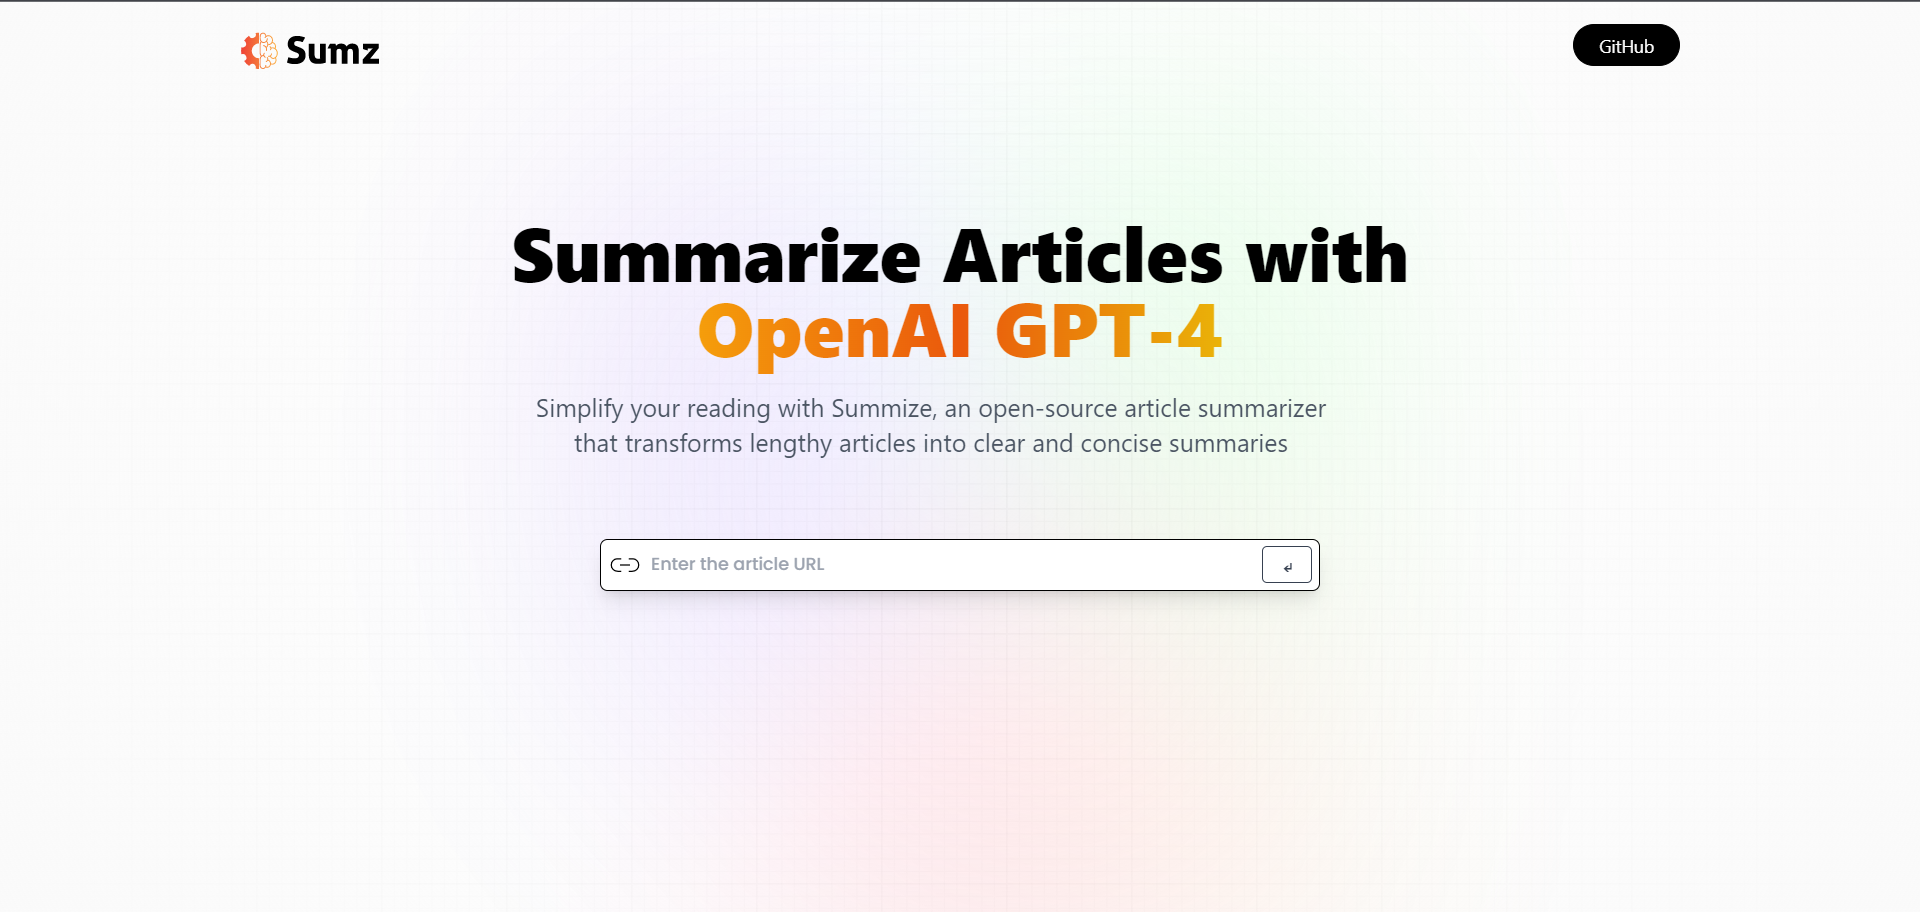 Sumz
GitHub
Summarize Articles with
OpenAI GPT-4
Simplify your reading with Summize, an open-source article summarizer
that transforms lengthy articles into clear and concise summaries
Enter the article URL
↵